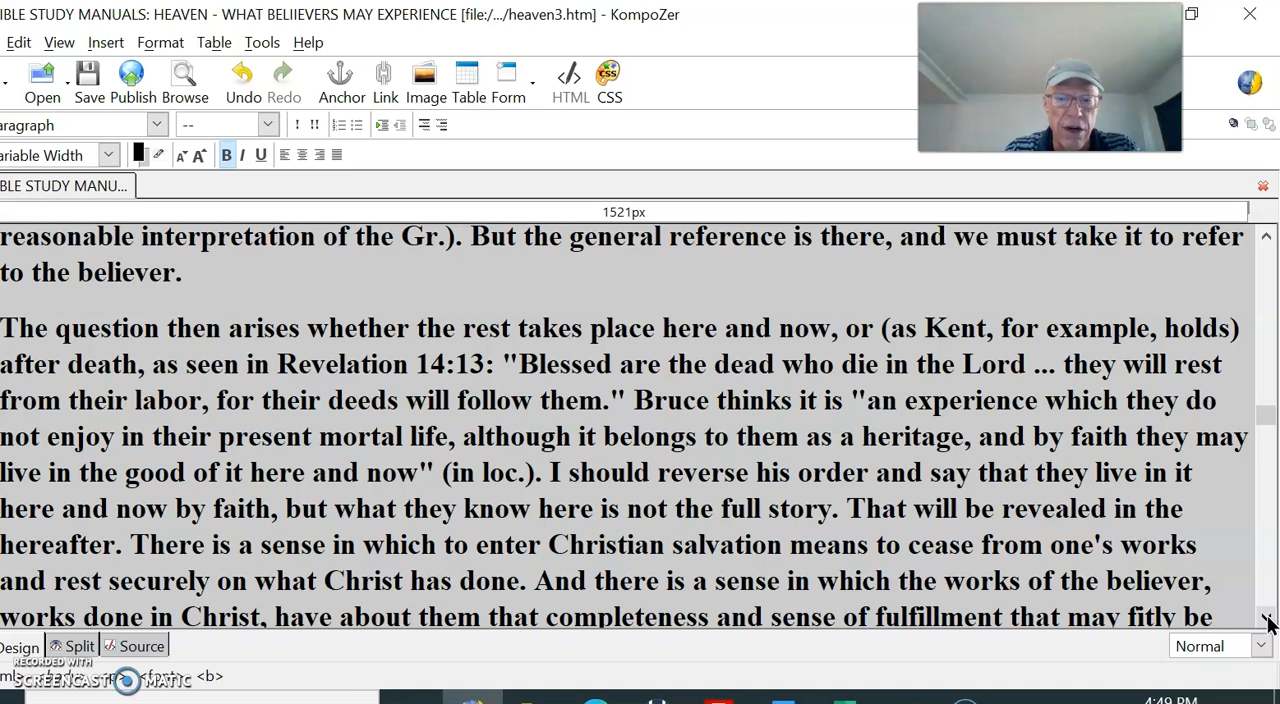 IBLE STUDY MANUALS: HEAVEN - WHAT BELIIEVERS MAY EXPERIENCE [file:/.../heaven3.htm] - KompoZer
Edit View Insert Format Table Tools Help
Open Save Publish Browse Undo Redo Anchor Link Image Table Form HTML CSS
aragraph --
ariable Width B I U
BLE STUDY MANU...
1521px
reasonable interpretation of the Gr.). But the general reference is there, and we must take it to refer
to the believer.
The question then arises whether the rest takes place here and now, or (as Kent, for example, holds)
after death, as seen in Revelation 14:13: "Blessed are the dead who die in the Lord ... they will rest
from their labor, for their deeds will follow them." Bruce thinks it is "an experience which they do
not enjoy in their present mortal life, although it belongs to them as a heritage, and by faith they may
live in the good of it here and now" (in loc.). I should reverse his order and say that they live in it
here and now by faith, but what they know here is not the full story. That will be revealed in the
hereafter. There is a sense in which to enter Christian salvation means to cease from one's works
and rest securely on what Christ has done. And there is a sense in which the works of the believer,
works done in Christ, have about them that completeness and sense of fulfillment that may fitly be
Design Split Source Normal
RECORDED WITH
SCREENCAST MATIC
<b>
4:49 PM